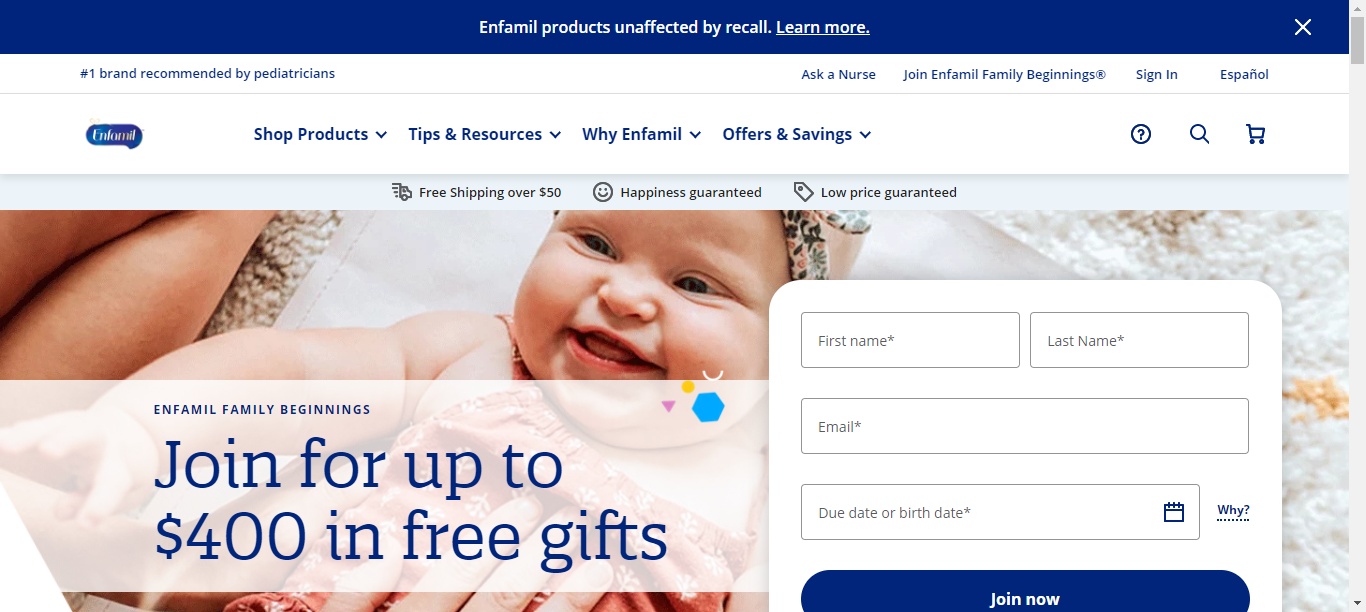 Enfamil products unaffected by recall. Learn more.
#1 brand recommended by pediatricians
Ask a Nurse Join Enfamil Family Beginnings® Sign In Español
Enfamil Shop Products Tips & Resources Why Enfamil Offers & Savings
Free Shipping over $50 Happiness guaranteed Low price guaranteed
First name* Last Name*
Email*
ENFAMIL FAMILY BEGINNINGS
Join for up to
$400 in free gifts
Due date or birth date* Why?
Join now